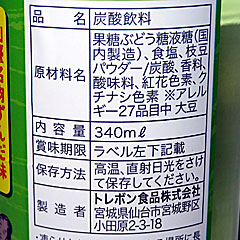 品名 炭酸飲料
原材料名 果糖ぶどう糖液糖(国
内製造)、食塩、枝豆
パウダー/炭酸、香料、
酸味料、紅花色素、ク
チナシ色素 ※アレル
ギー27品目中 大豆
内容量 340mℓ
賞味期限 ラベル左下記載
保存方法 高温、直射日光をさけ
て保存してください。
製造者 トレボン食品株式会社
宮城県仙台市宮城野区
小田原2-3-18